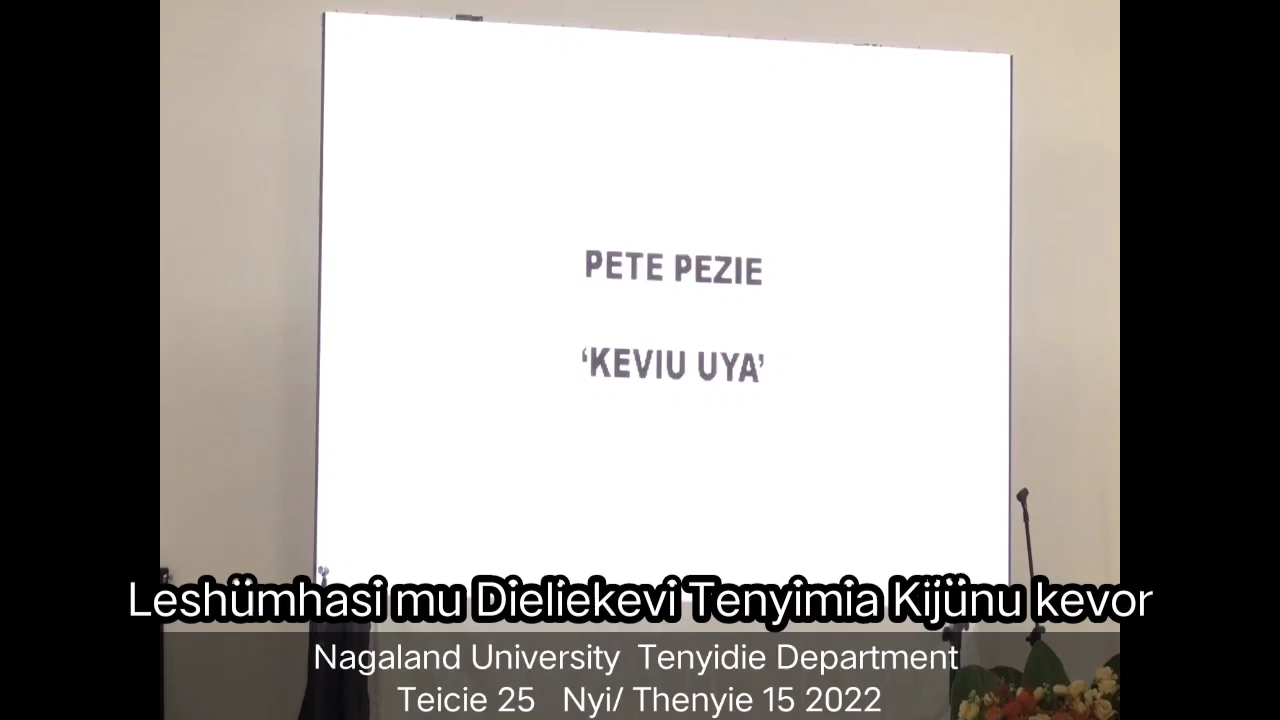 PETE PEZIE
‘KEVIU UYA’
Leshümhasi mu Dieliekevi Tenyimia Kijünu kevor
Nagaland University Tenyidie Department
Teicie 25 Nyi/ Thenyie 15 2022